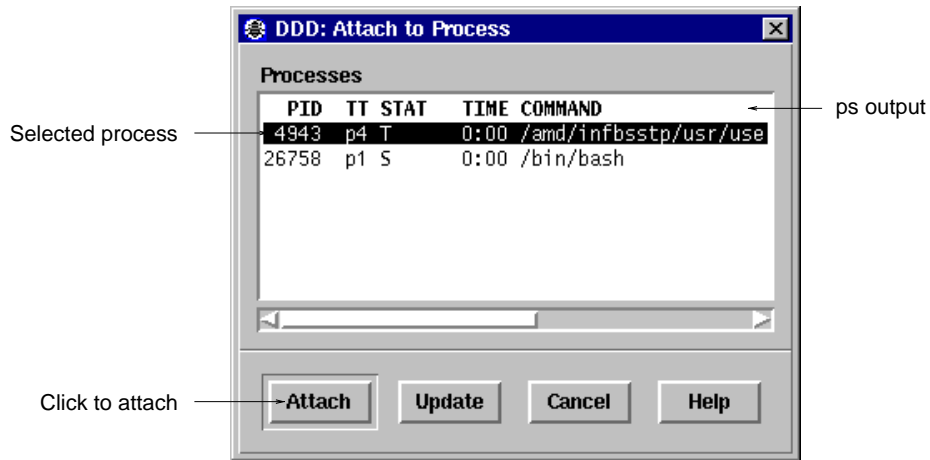 DDD: Attach to Process
Processes
PID TT STAT TIME COMMAND
ps output
Selected process
4943 p4 T 0:00 /amd/infbsstp/usr/use
26758 p1 S 0:00 /bin/bash
Click to attach
Attach
Update
Cancel
Help